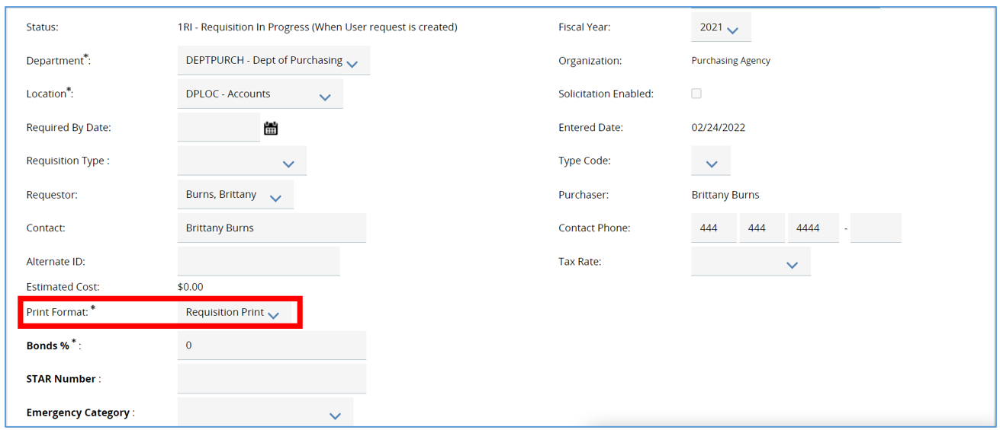 Status: 1RI - Requisition In Progress (When User request is created) Fiscal Year: 2021
Department*: DEPTPURCH - Dept of Purchasing Organization: Purchasing Agency
Location*: DPLOC - Accounts Solicitation Enabled:
Required By Date: Entered Date: 02/24/2022
Requisition Type : Type Code:
Requestor: Burns, Brittany Purchaser: Brittany Burns
Contact: Brittany Burns Contact Phone: 444 444 4444 -
Alternate ID: Tax Rate:
Estimated Cost: $0.00
Print Format: * Requisition Print
Bonds % * : 0
STAR Number :
Emergency Category :